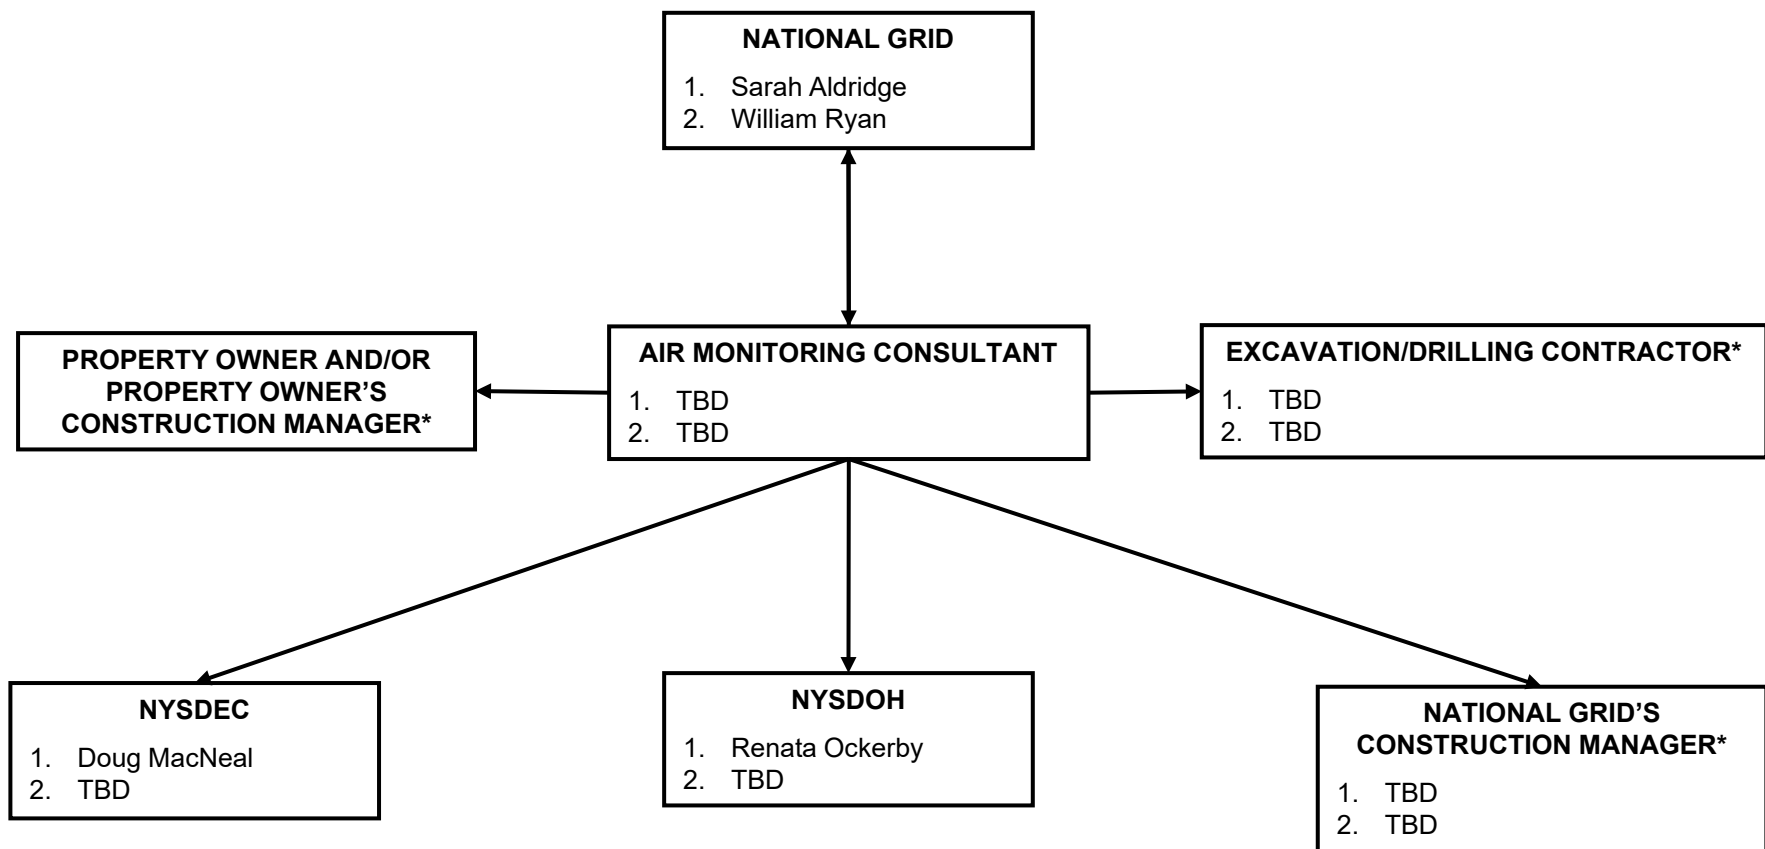 NATIONAL GRID
1. Sarah Aldridge
2. William Ryan
PROPERTY OWNER AND/OR
PROPERTY OWNER’S
CONSTRUCTION MANAGER*
AIR MONITORING CONSULTANT
1. TBD
2. TBD
EXCAVATION/DRILLING CONTRACTOR*
1. TBD
2. TBD
NYSDEC
1. Doug MacNeal
2. TBD
NYSDOH
1. Renata Ockerby
2. TBD
NATIONAL GRID’S
CONSTRUCTION MANAGER*
1. TBD
2. TBD